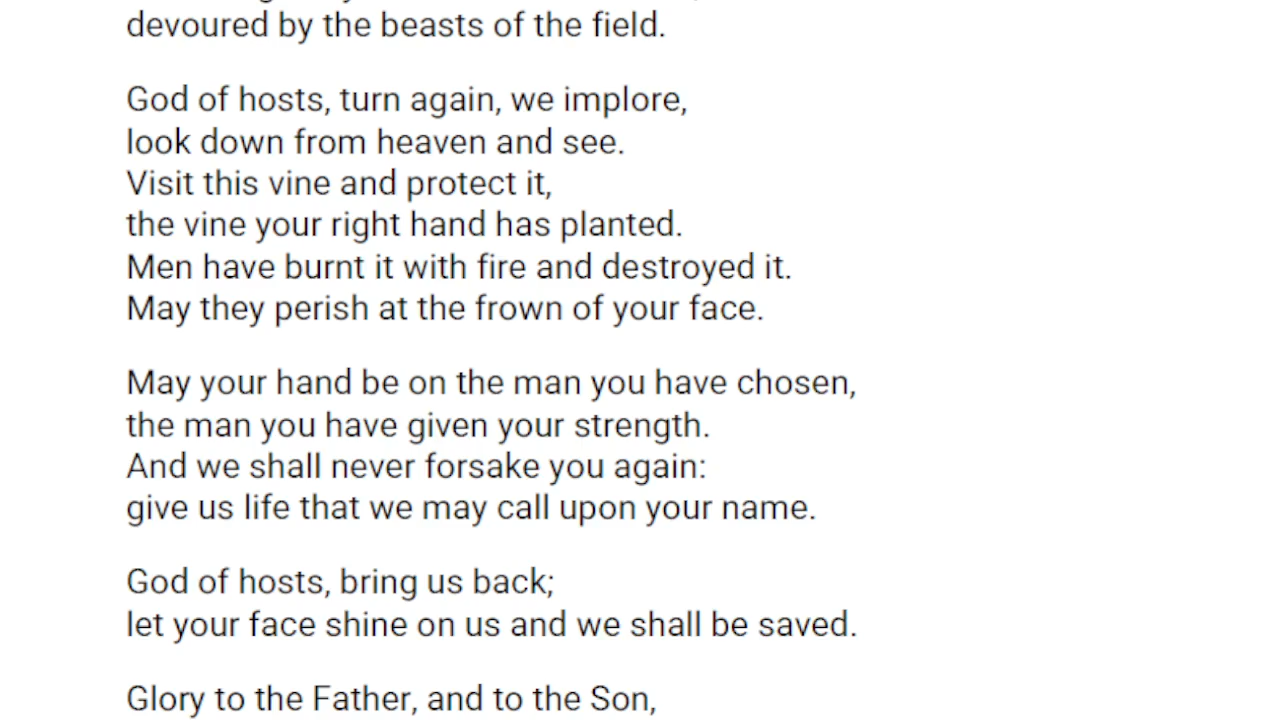 devoured by the beasts of the field.
God of hosts, turn again, we implore,
look down from heaven and see.
Visit this vine and protect it,
the vine your right hand has planted.
Men have burnt it with fire and destroyed it.
May they perish at the frown of your face.
May your hand be on the man you have chosen,
the man you have given your strength.
And we shall never forsake you again:
give us life that we may call upon your name.
God of hosts, bring us back;
let your face shine on us and we shall be saved.
Glory to the Father, and to the Son,